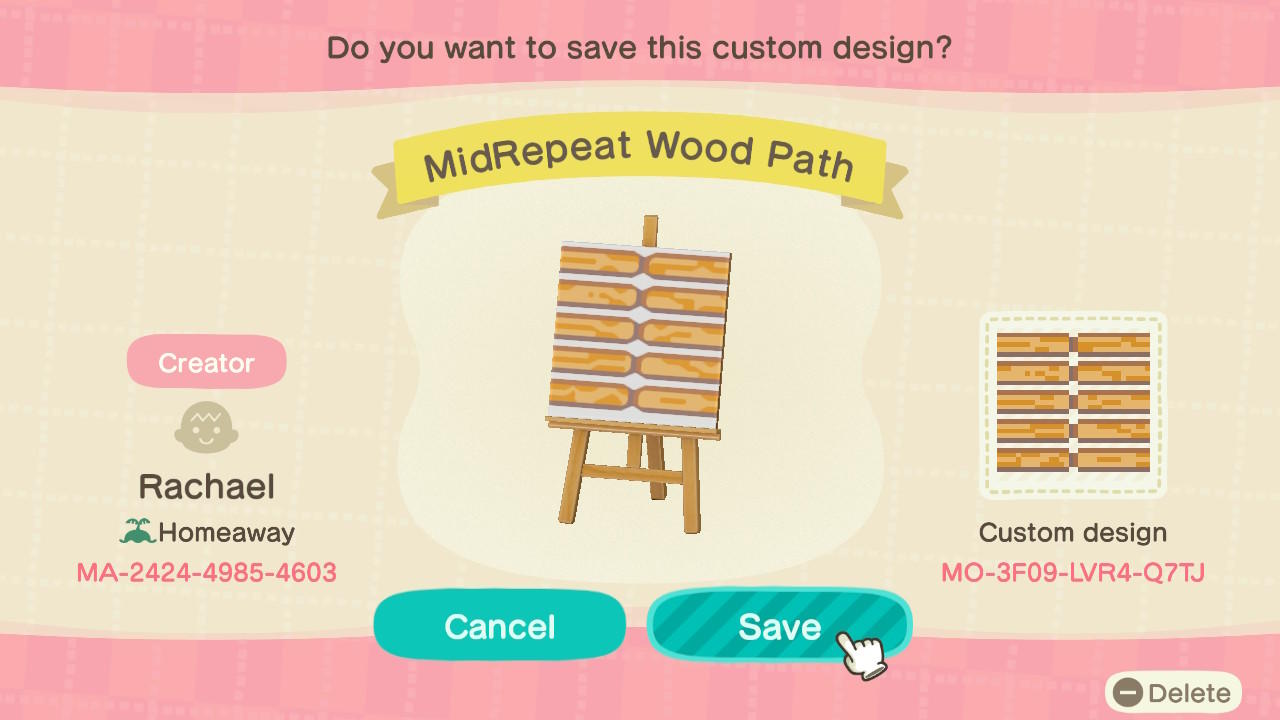 Do you want to save this custom design?
MidRepeat Wood Path
Creator
Rachael
Homeaway
MA-2424-4985-4603
Custom design
MO-3F09-LVR4-Q7TJ
Cancel
Save
Delete